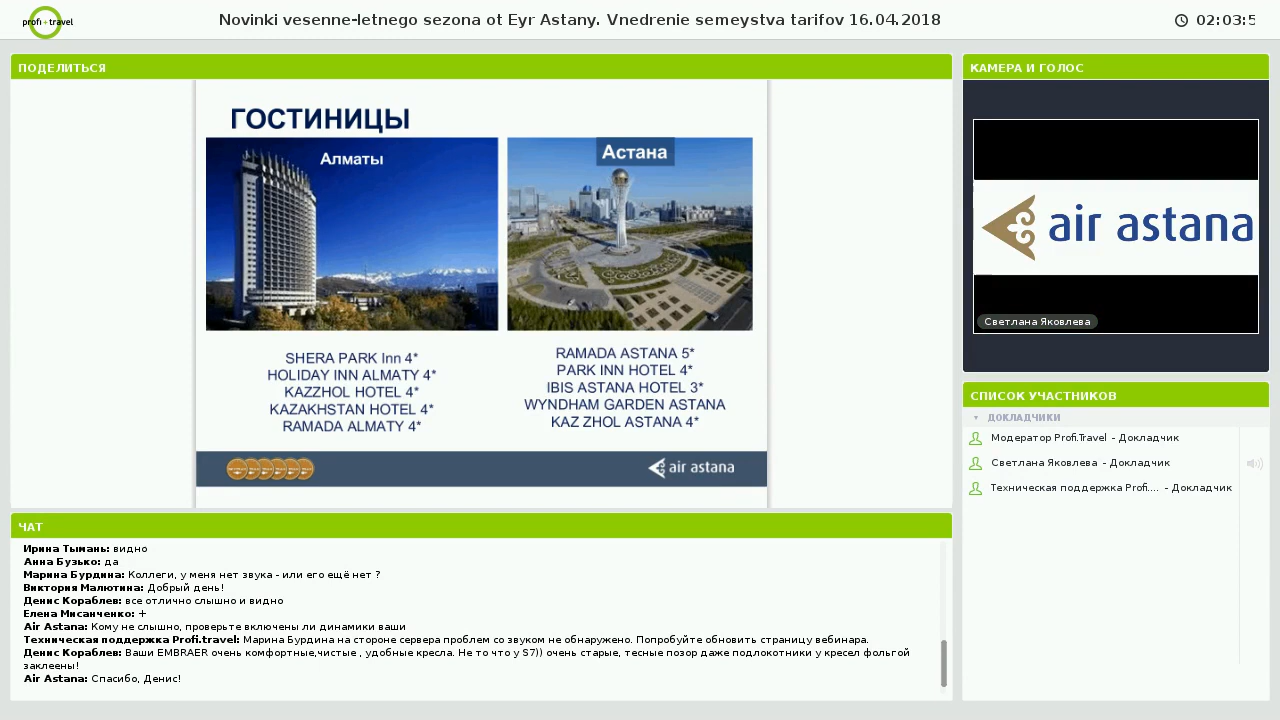 profi+travel
Novinki vesenne-letnego sezona ot Eyr Astany. Vnedrenie semeystva tarifov 16.04.2018
02:03:5
ПОДЕЛИТЬСЯ
ГОСТИНИЦЫ
Алматы
Астана
SHERA PARK Inn 4*
HOLIDAY INN ALMATY 4*
KAZZHOL HOTEL 4*
KAZAKHSTAN HOTEL 4*
RAMADA ALMATY 4*
RAMADA ASTANA 5*
PARK INN HOTEL 4*
IBIS ASTANA HOTEL 3*
WYNDHAM GARDEN ASTANA
KAZ ZHOL ASTANA 4*
air astana
КАМЕРА И ГОЛОС
air astana
Светлана Яковлева
СПИСОК УЧАСТНИКОВ
ДОКЛАДЧИКИ
Модератор Profi.Travel - Докладчик
Светлана Яковлева - Докладчик
Техническая поддержка Profi.... - Докладчик
ЧАТ
Ирина Тымань: видно
Анна Бузько: да
Марина Бурдина: Коллеги, у меня нет звука - или его ещё нет ?
Виктория Малютина: Добрый день!
Денис Кораблев: все отлично слышно и видно
Елена Мисанченко: +
Air Astana: Кому не слышно, проверьте включены ли динамики ваши
Техническая поддержка Profi.travel: Марина Бурдина на стороне сервера проблем со звуком не обнаружено. Попробуйте обновить страницу вебинара.
Денис Кораблев: Ваши EMBRAER очень комфортные,чистые , удобные кресла. Не то что у S7)) очень старые, тесные позор даже подлокотники у кресел фольгой
заклеены!
Air Astana: Спасибо, Денис!